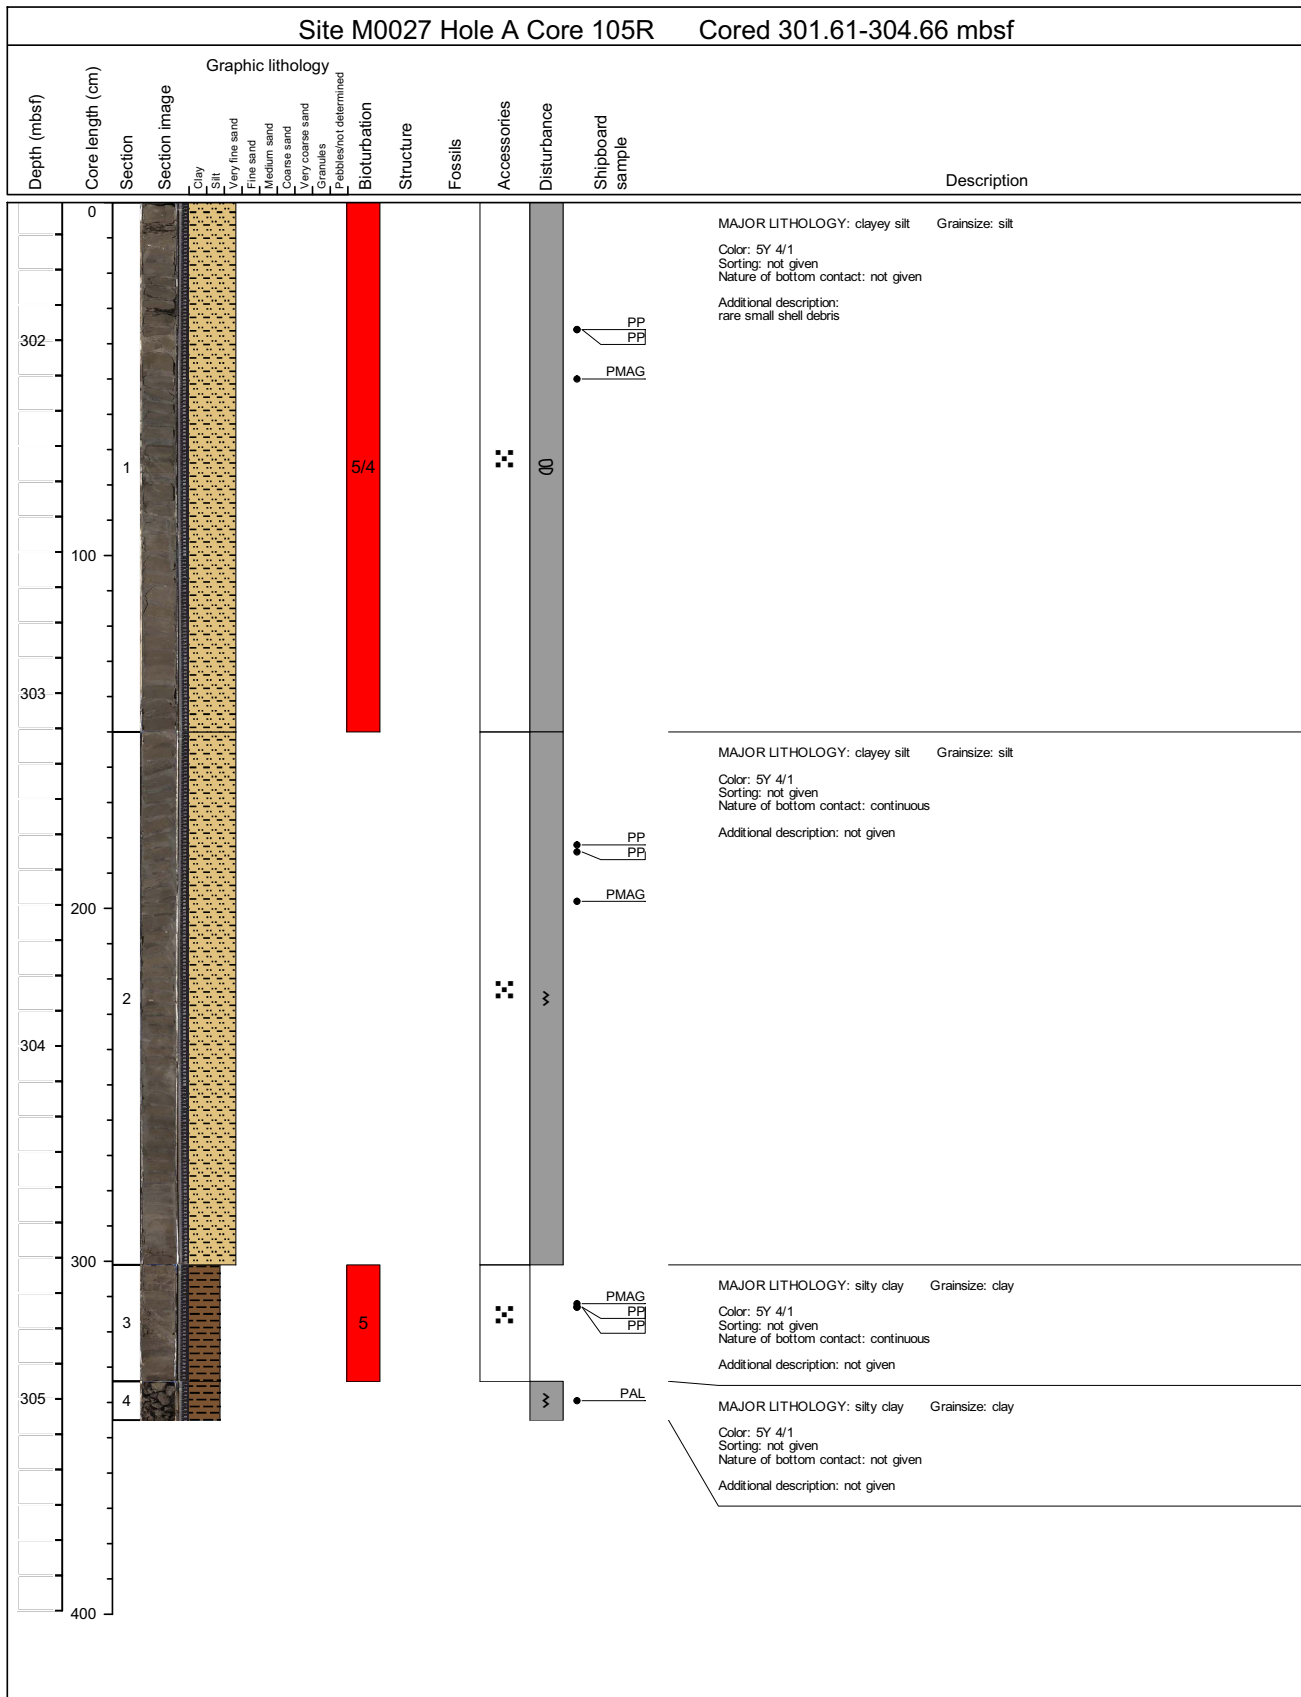 Site M0027 Hole A Core 105R Cored 301.61-304.66 mbsf
Depth (mbsf)
Core length (cm)
Section
Section image
Graphic lithology
Clay
Silt
Very fine sand
Fine sand
Medium sand
Coarse sand
Very coarse sand
Granules
Pebbles/not determined
Bioturbation
Structure
Fossils
Accessories
Disturbance
Shipboard
sample
Description
0
MAJOR LITHOLOGY: clayey silt Grainsize: silt
Color: 5Y 4/1
Sorting: not given
Nature of bottom contact: not given
Additional description:
rare small shell debris
PP
302
PP
PMAG
1
5/4
100
303
MAJOR LITHOLOGY: clayey silt Grainsize: silt
Color: 5Y 4/1
Sorting: not given
Nature of bottom contact: continuous
Additional description: not given
PP
PP
PMAG
200
2
304
300
MAJOR LITHOLOGY: silty clay Grainsize: clay
PMAG
Color: 5Y 4/1
PP
Sorting: not given
3
5
PP
Nature of bottom contact: continuous
Additional description: not given
305
4
PAL
MAJOR LITHOLOGY: silty clay Grainsize: clay
Color: 5Y 4/1
Sorting: not given
Nature of bottom contact: not given
Additional description: not given
400